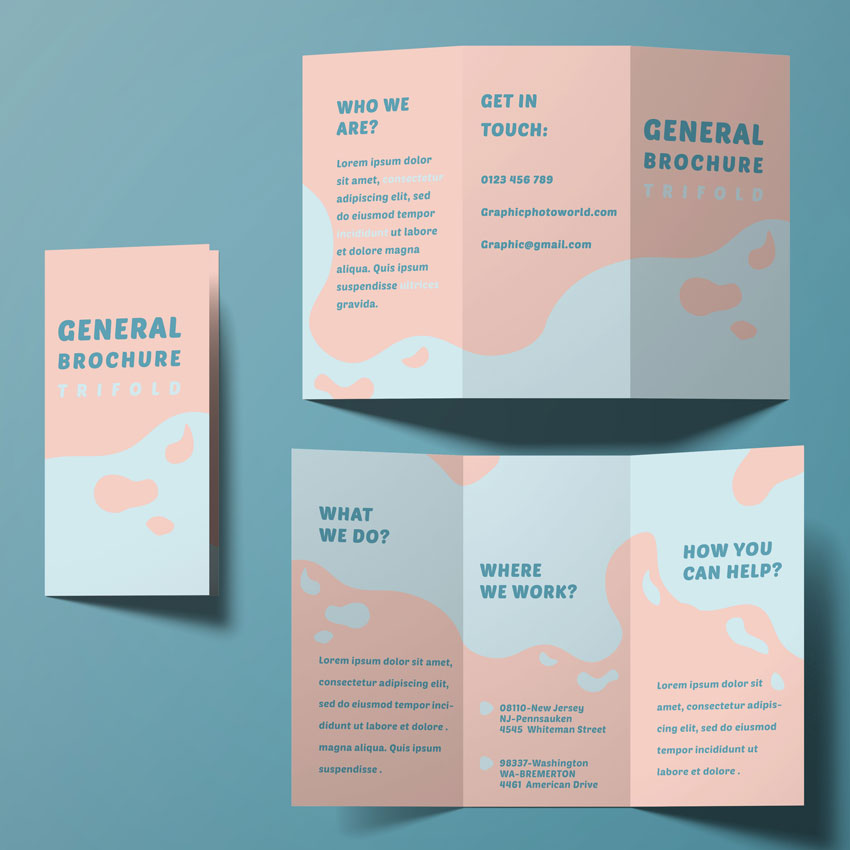 GENERAL
BROCHURE
TRIFOLD
WHO WE
ARE?
Lorem ipsum dolor
sit amet, consectetur
adipiscing elit, sed
do eiusmod tempor
incididunt ut labore
et dolore magna
aliqua. Quis ipsum
suspendisse ultrices
gravida.
GET IN
TOUCH:
0123 456 789
Graphicphotoworld.com
Graphic@gmail.com
GENERAL
BROCHURE
TRIFOLD
WHAT
WE DO?
Lorem ipsum dolor sit amet,
consectetur adipiscing elit,
sed do eiusmod tempor inci-
didunt ut labore et dolore .
magna aliqua. Quis ipsum
suspendisse .
WHERE
WE WORK?
08110-New Jersey
NJ-Pennsauken
4545 Whiteman Street
98337-Washington
WA-BREMERTON
4461 American Drive
HOW YOU
CAN HELP?
Lorem ipsum dolor sit
amet, consectetur adipis-
cing elit, sed do eiusmod
tempor incididunt ut
labore et dolore .